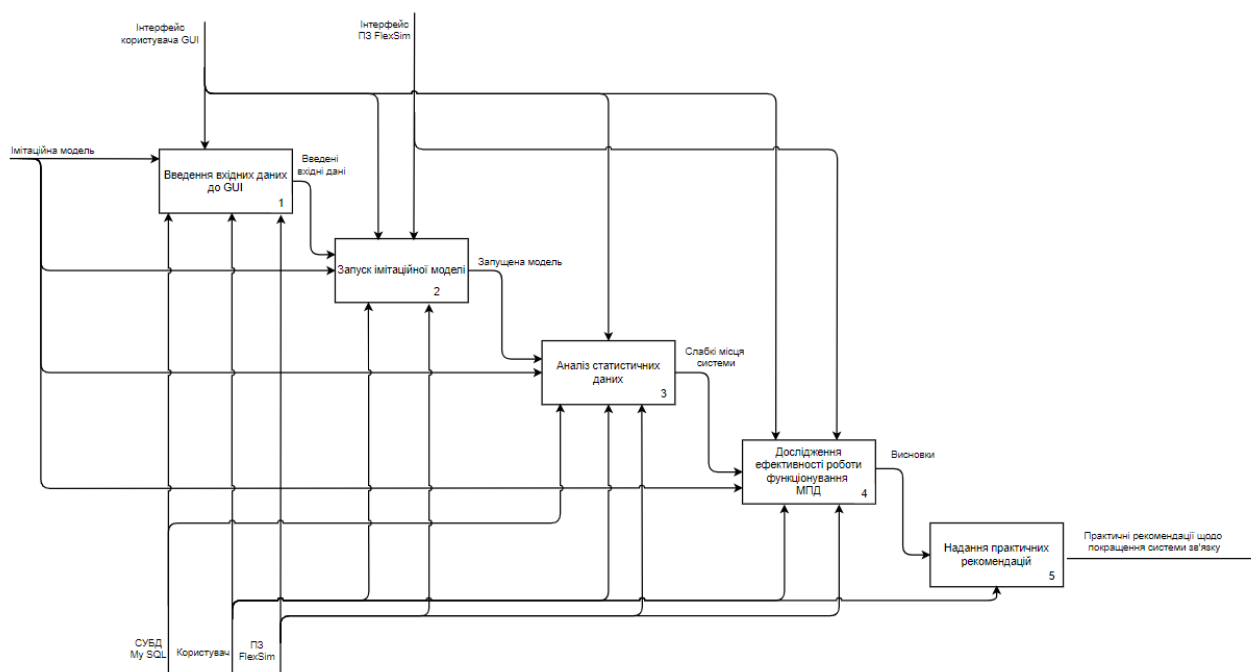 Інтерфейс
користувача GUI
Інтерфейс
ПЗ FlexSim
Імітаційна модель
Введення вхідних даних
до GUI
1
Введені
вхідні дані
Запуск імітаційної моделі
2
Запущена модель
Аналіз статистичних
даних
3
Слабкі місця
системи
Дослідження
ефективності роботи
функціонування
МПД
4
Висновки
Надання практичних
рекомендацій
5
Практичні рекомендації щодо
покращення системи зв'язку
СУБД
My SQL
Користувач
ПЗ
FlexSim